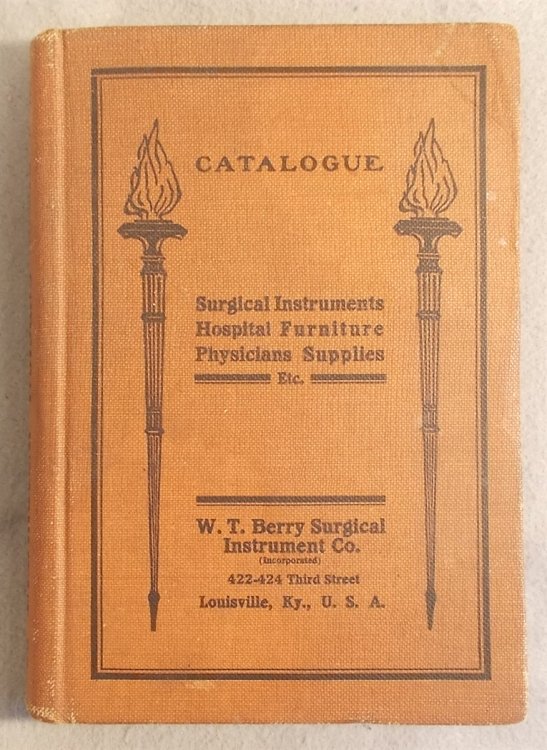 CATALOGUE
Surgical Instruments
Hospital Furniture
Physicians Supplies
Etc.
W. T. Berry Surgical
Instrument Co.
(Incorporated)
422-424 Third Street
Louisville, Ky., U. S. A.